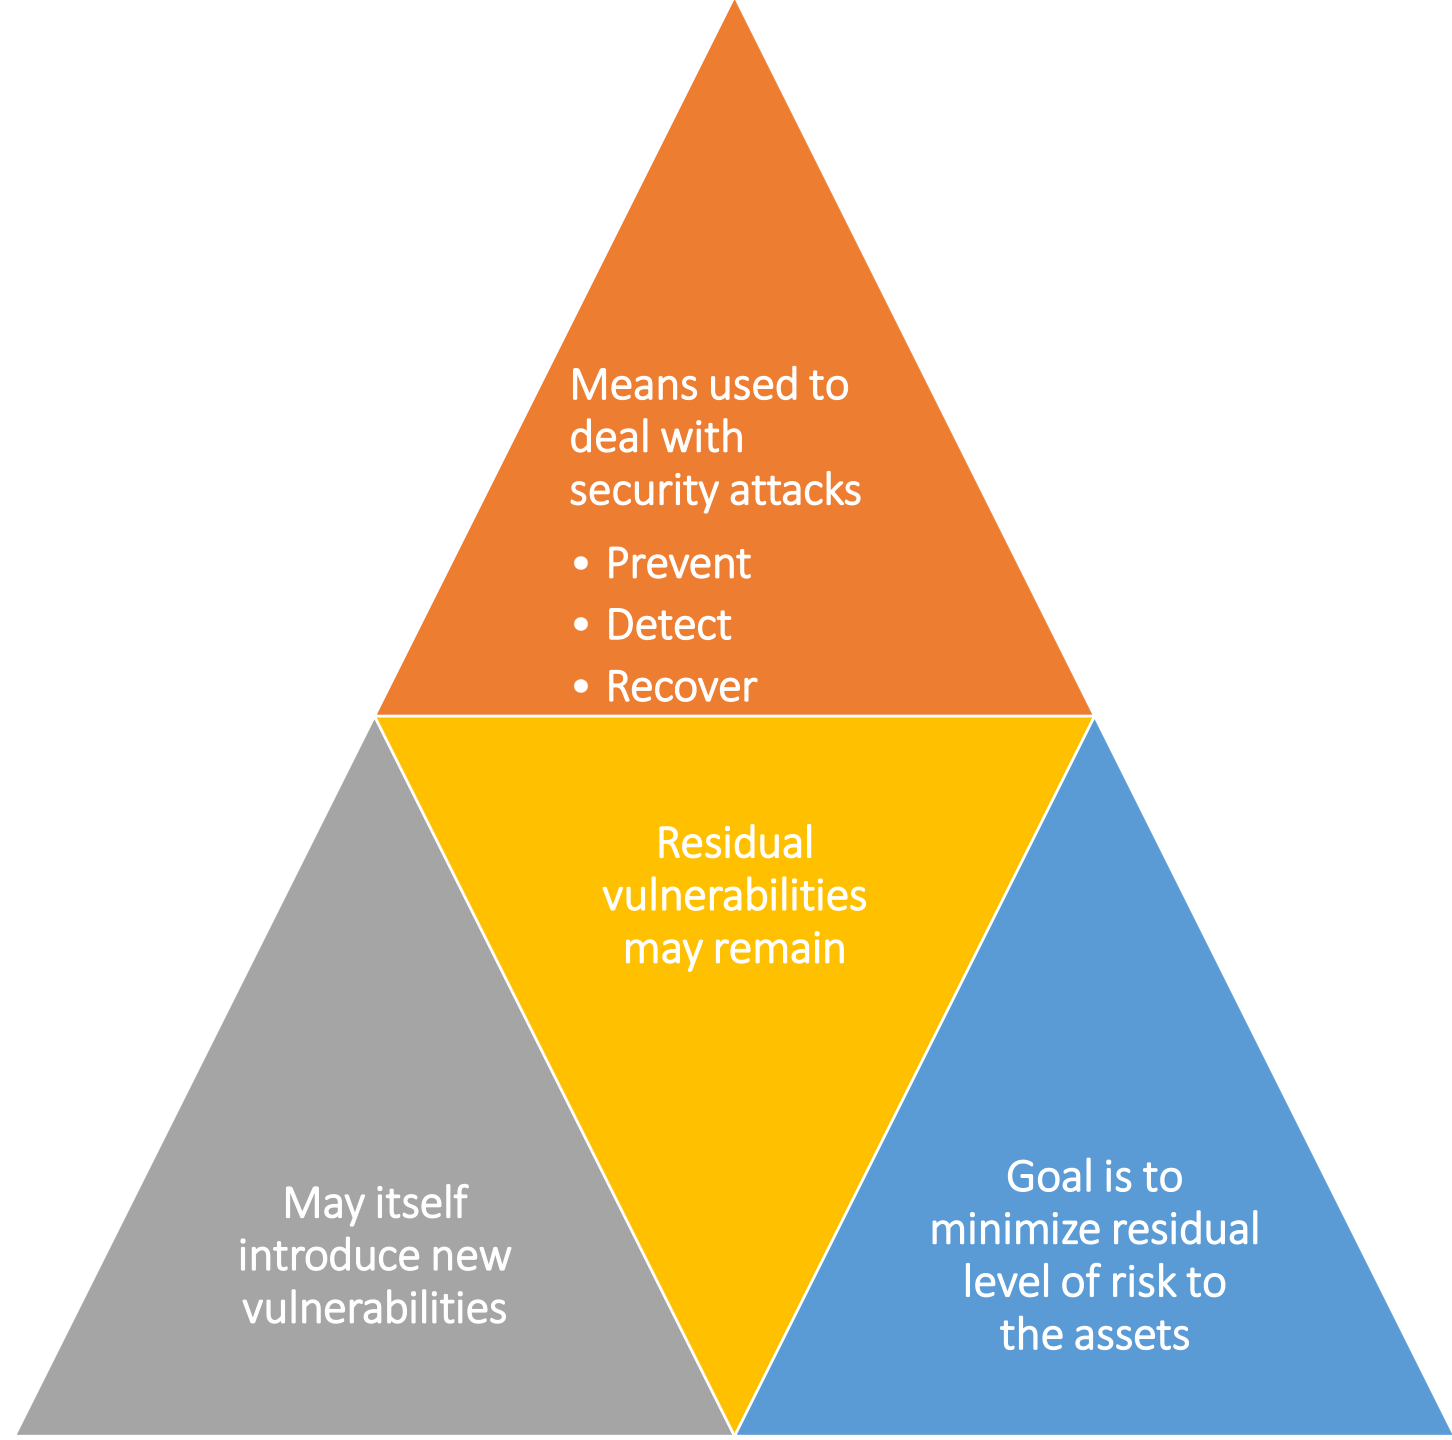 Means used to
deal with
security attacks
• Prevent
• Detect
• Recover
Residual
vulnerabilities
may remain
May itself
introduce new
vulnerabilities
Goal is to
minimize residual
level of risk to
the assets